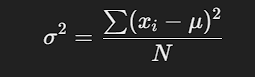 σ² = ∑(xᵢ − μ)² / N